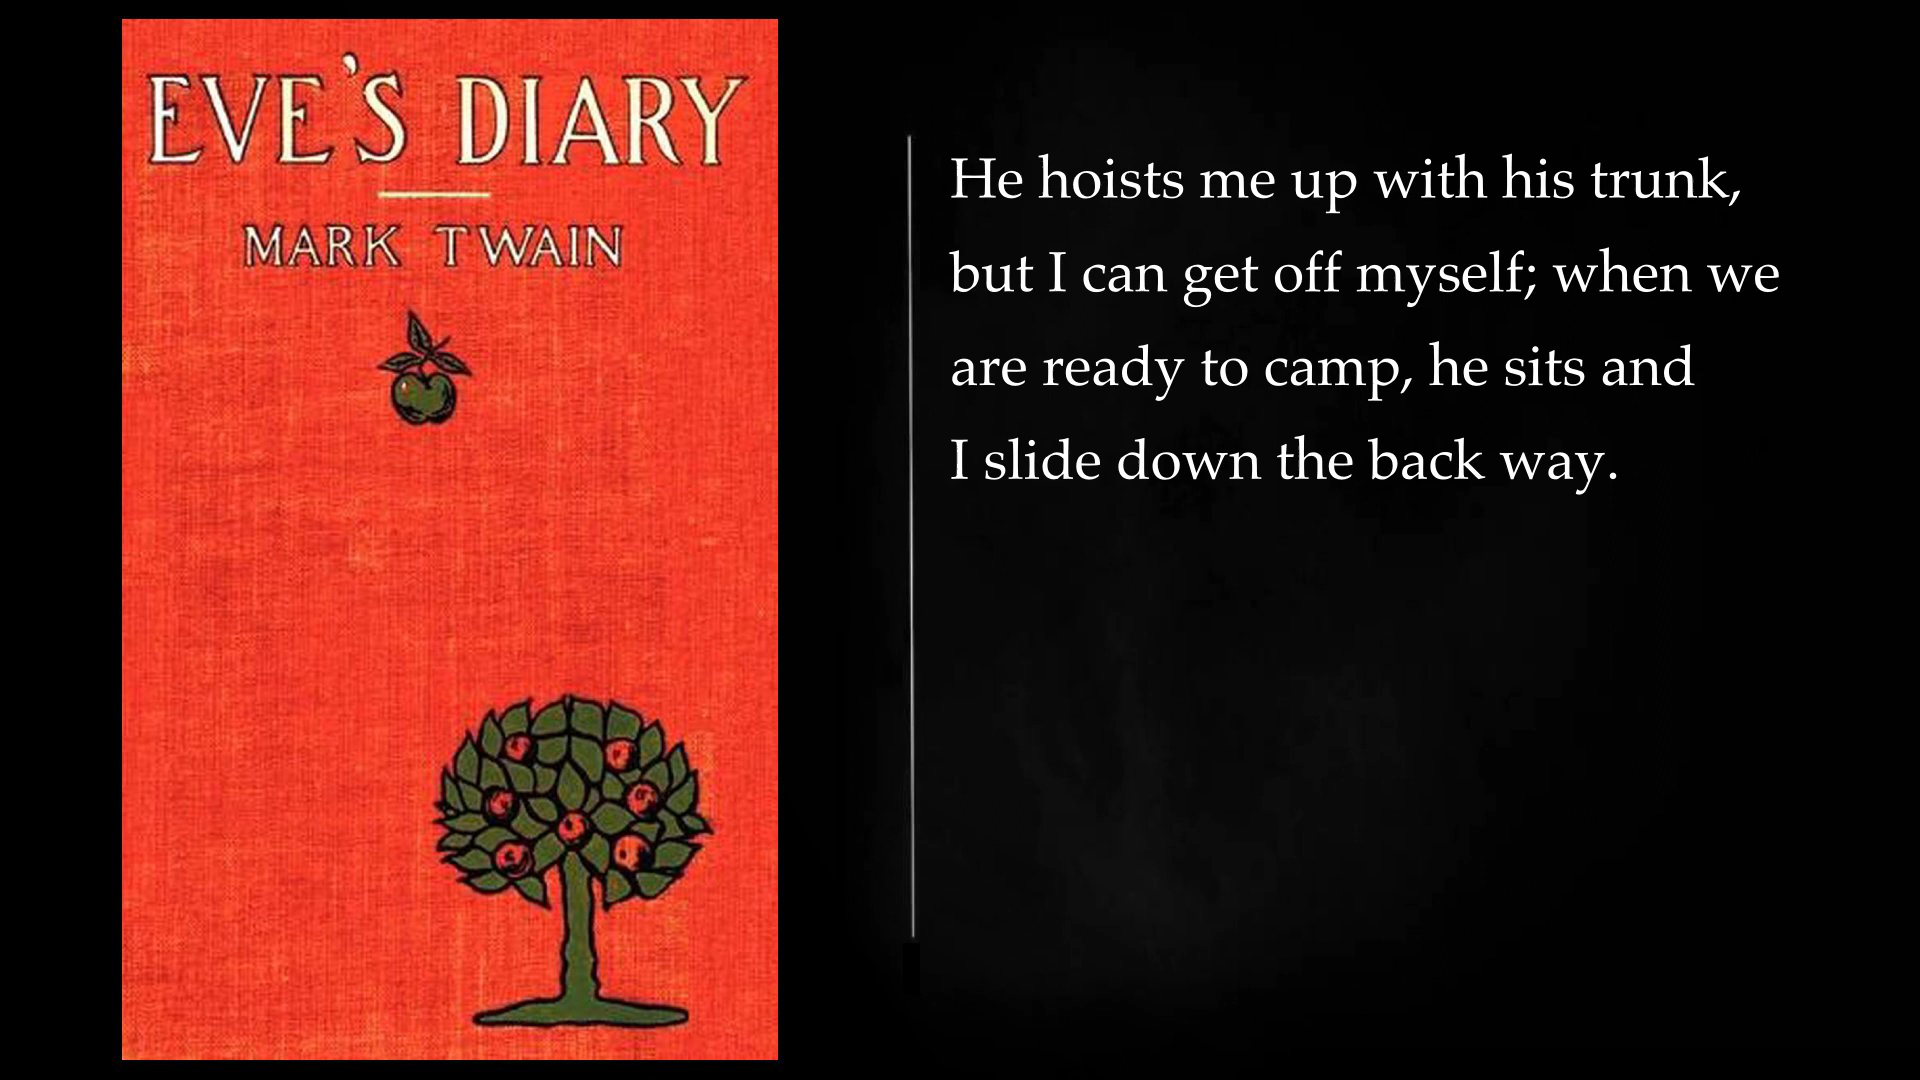 EVE'S DIARY
MARK TWAIN
He hoists me up with his trunk,
but I can get off myself; when we
are ready to camp, he sits and
I slide down the back way.